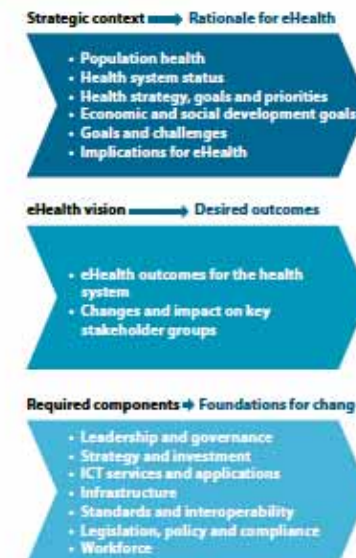 Strategic context → Rationale for eHealth
• Population health
• Health system status
• Health strategy, goals and priorities
• Economic and social development goals
• Goals and challenges
• Implications for eHealth
eHealth vision → Desired outcomes
• eHealth outcomes for the health
system
• Changes and impact on key
stakeholder groups
Required components → Foundations for chang
• Leadership and governance
• Strategy and investment
• ICT services and applications
• Infrastructure
• Standards and interoperability
• Legislation, policy and compliance
• Workforce